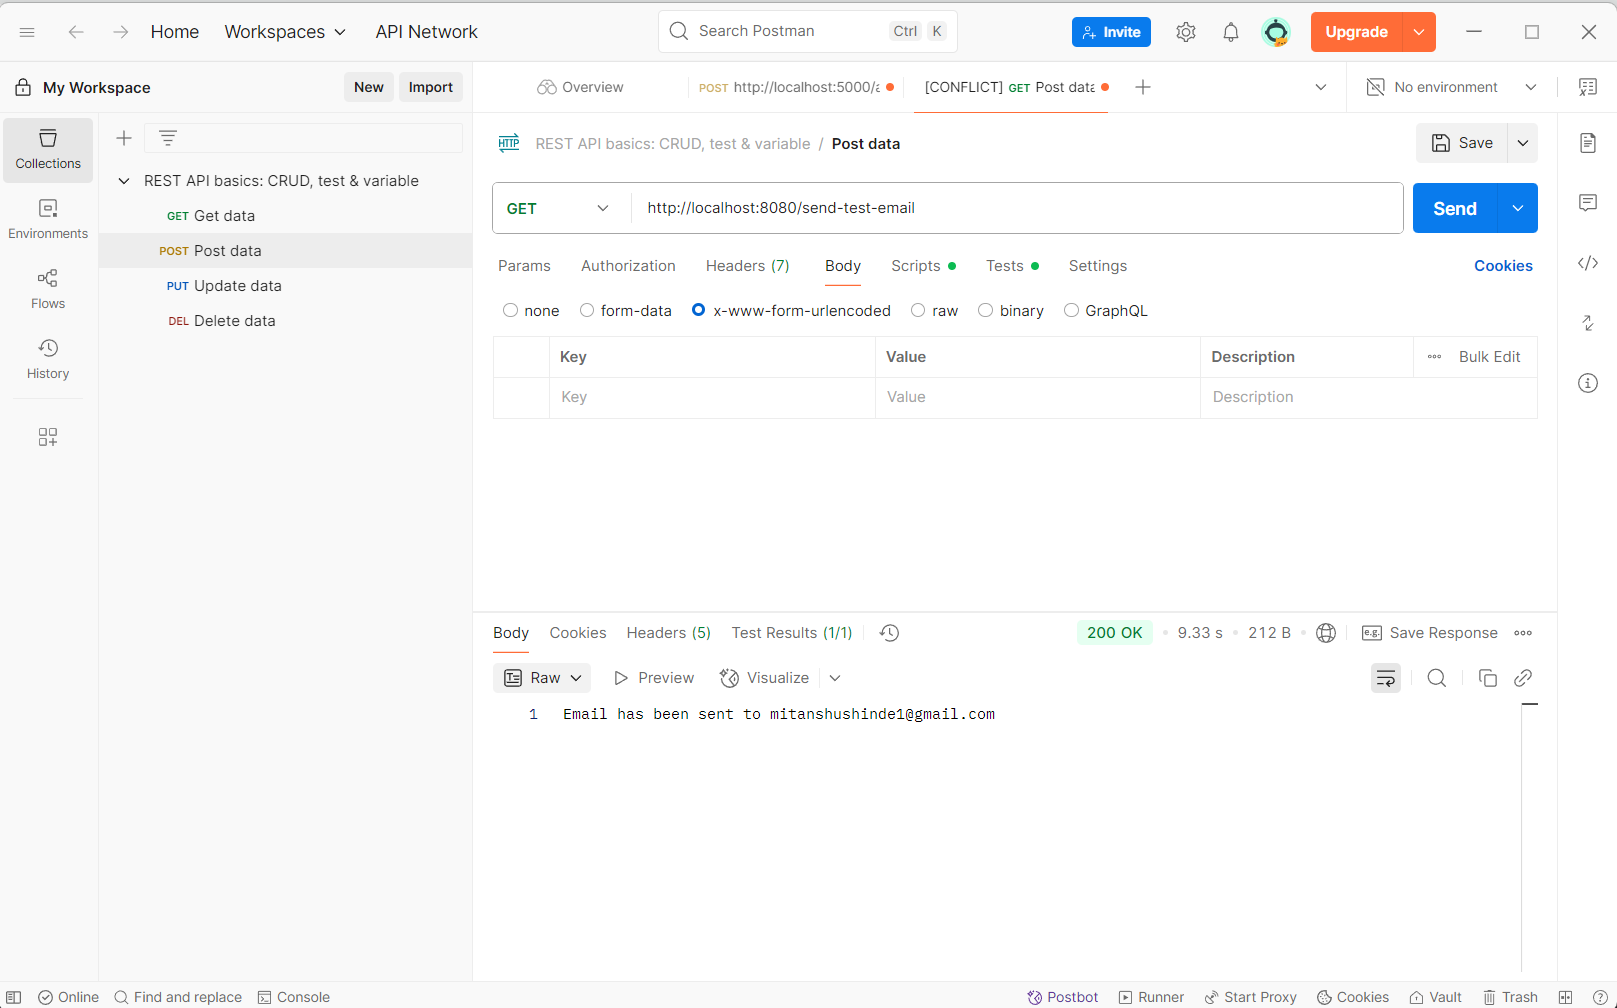 Home Workspaces API Network Search Postman Ctrl K Invite Upgrade
My Workspace New Import Overview POST http://localhost:5000/a [CONFLICT] GET Post data No environment
Collections
Environments
Flows
History
REST API basics: CRUD, test & variable
GET Get data
POST Post data
PUT Update data
DEL Delete data
HTTP REST API basics: CRUD, test & variable / Post data Save
GET http://localhost:8080/send-test-email Send
Params Authorization Headers (7) Body Scripts Tests Settings Cookies
none form-data x-www-form-urlencoded raw binary GraphQL
Key Value Description Bulk Edit
Key Value Description
Body Cookies Headers (5) Test Results (1/1) 200 OK 9.33 s 212 B e.g. Save Response
Raw Preview Visualize
1 Email has been sent to mitanshushinde1@gmail.com
Online Find and replace Console Postbot Runner Start Proxy Cookies Vault Trash